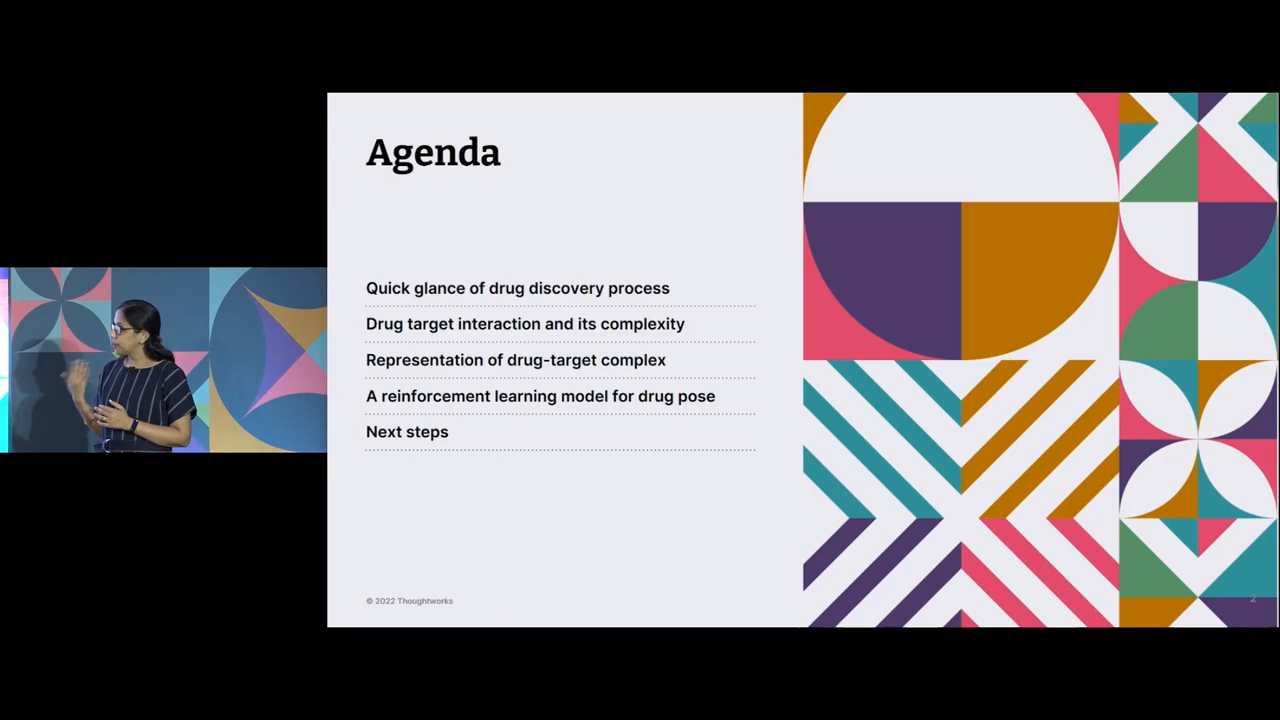 Agenda
Quick glance of drug discovery process
Drug target interaction and its complexity
Representation of drug-target complex
A reinforcement learning model for drug pose
Next steps
© 2022 Thoughtworks
2